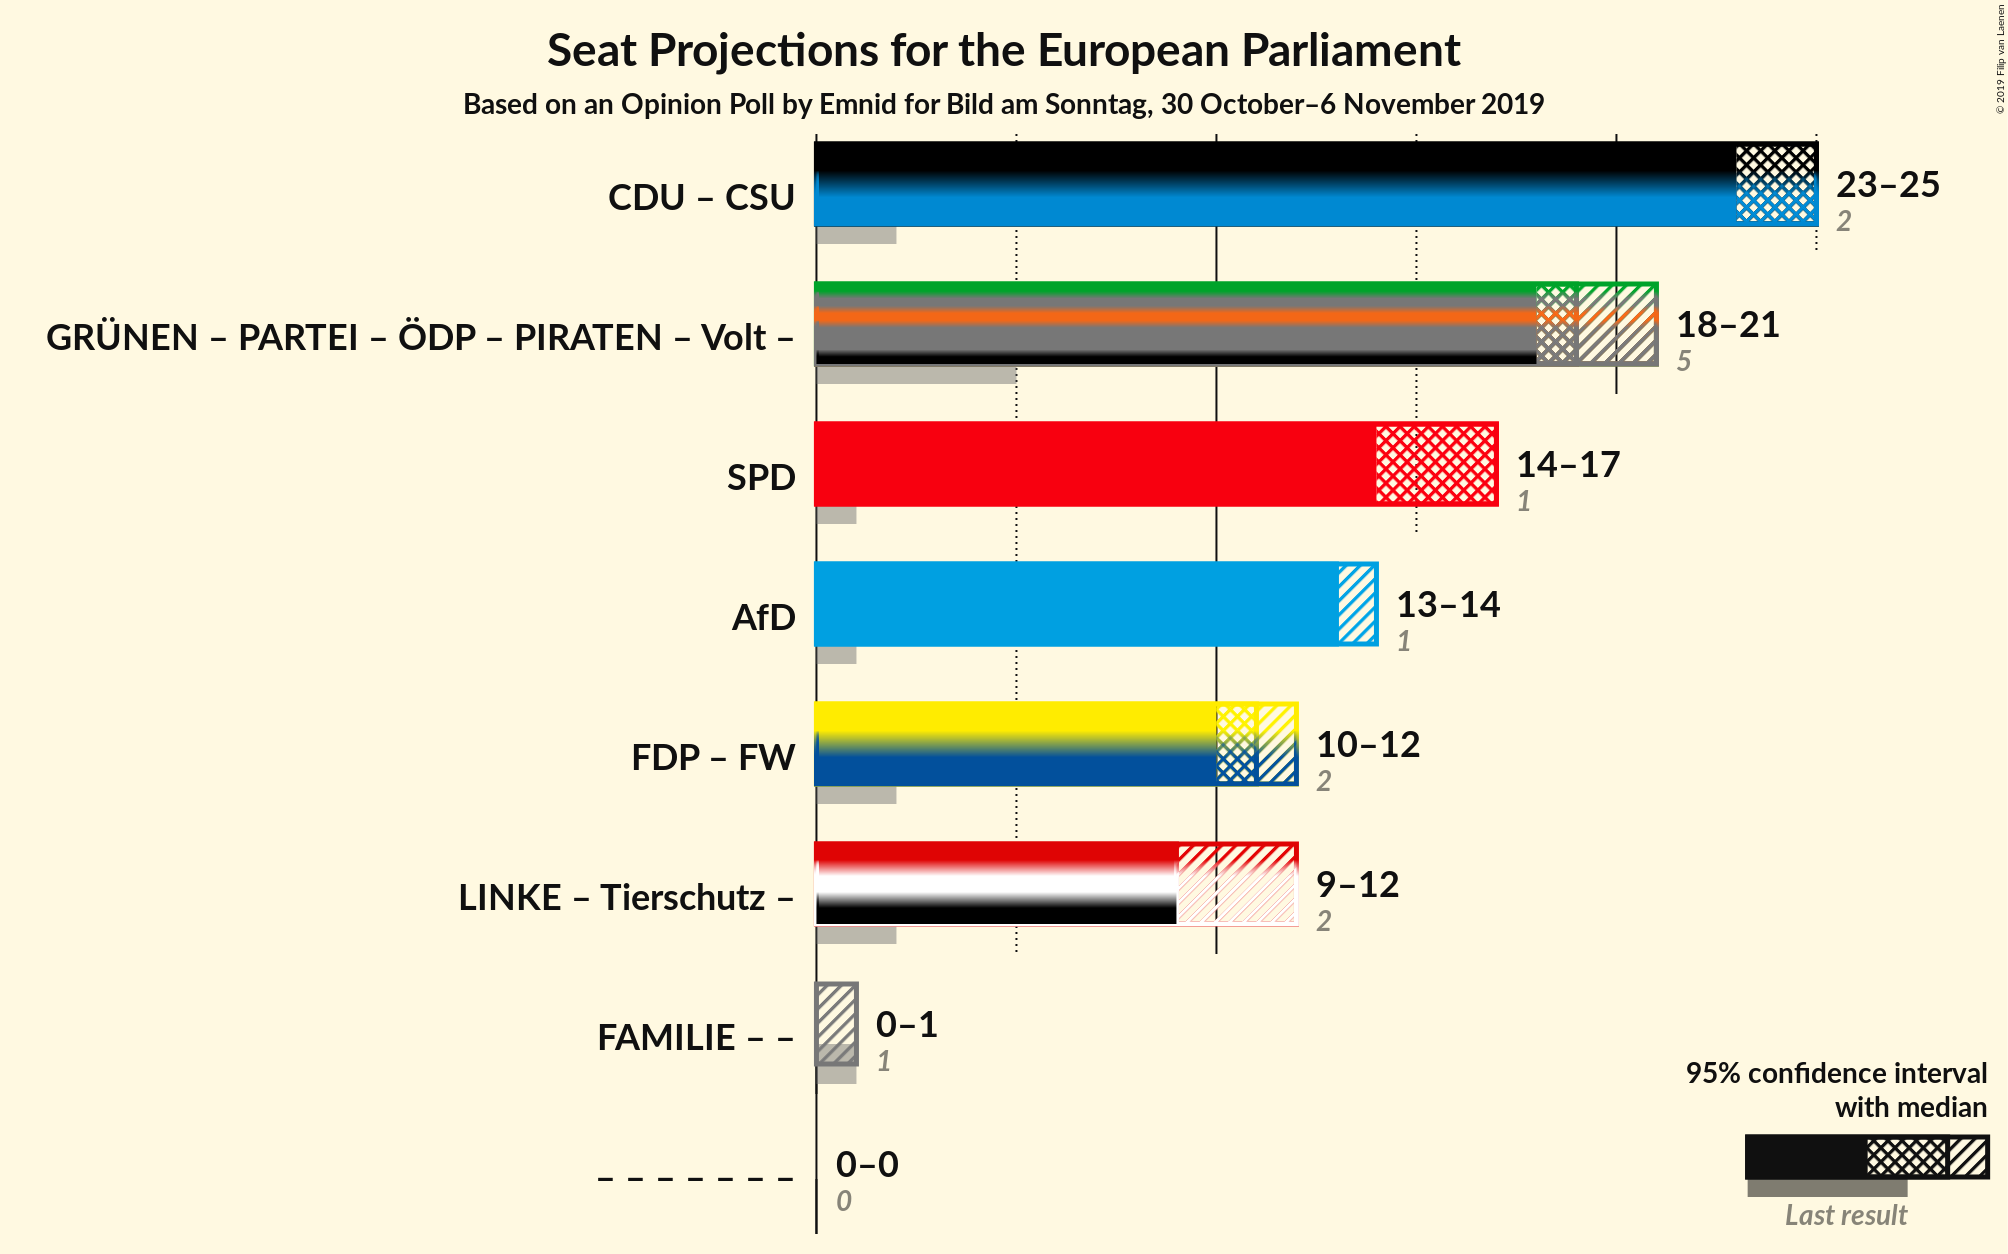 Seat Projections for the European Parliament
Based on an Opinion Poll by Emnid for Bild am Sonntag, 30 October–6 November 2019
© 2019 Filip van Laenen
CDU – CSU
23–25
2
GRÜNEN – PARTEI – ÖDP – PIRATEN – Volt –
18–21
5
SPD
14–17
1
AfD
13–14
1
FDP – FW
10–12
2
LINKE – Tierschutz –
9–12
2
FAMILIE – –
0–1
1
– – – – – – –
0–0
0
95% confidence interval
with median
Last result